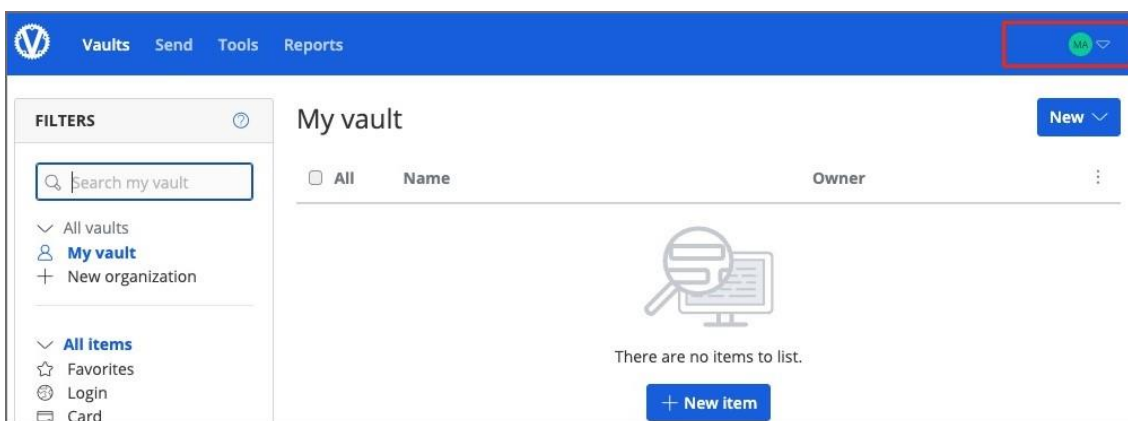 Vaults Send Tools Reports
MA
FILTERS
Search my vault
All vaults
My vault
New organization
All items
Favorites
Login
Card
My vault
New
All Name Owner
There are no items to list.
New item